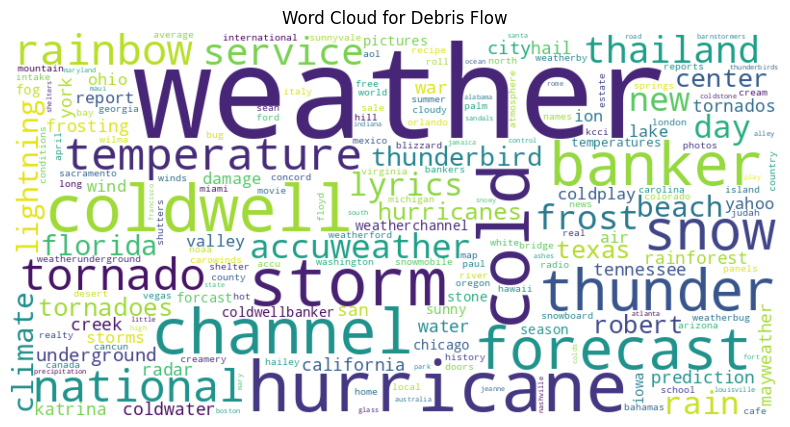 Word Cloud for Debris Flow
average international sunnyvale pictures recipe santa road barnstormers
rainbow service city hail thailand
mountain maryland aol roll north weatherby reports thunderbirds
intake ohio weather free world ocean rome center
fog york report georgia maui bay italy sean ford sale war summer cloudy palm atmosphere estate springs coldstone cream
shelters frosting bug hill orlando alabama names new tornados
lightning conditions april wilma indiana mexico sandals ion kcci london photos day alley
temperature blizzard jamaica control lake temperatures
sacramento long winds concord thunderbird banker country
wind damage virginia bankers coldplay carolina island play
miami movie lyrics michigan news colorado yahoo
coldwell francisco floyd hurricanes snowy cold frost beach judah
shutters south weatherchannel white real snow
florida valley weatherford bridge texas air rainforest
noaa accuweather radio ashes
weatherunderground carowinds shelter accu washington snowmobile map tennessee panels
tornado desert county paul river oregon storm hawaii thunder
tornadoes vegas state forcast hot sunny stone snowboard atlanta weatherbug
climate little coldwellbanker san season robert arizona
creek storms high channel water forecast colds fort mayweather
realty cancun chicago
underground creamery hailey california history iowa prediction
canada radar doors school
precipitation mary home local park jeanne nashville bahamas louisville
national hurricane rain
katrina coldwater boston glass australia cafe